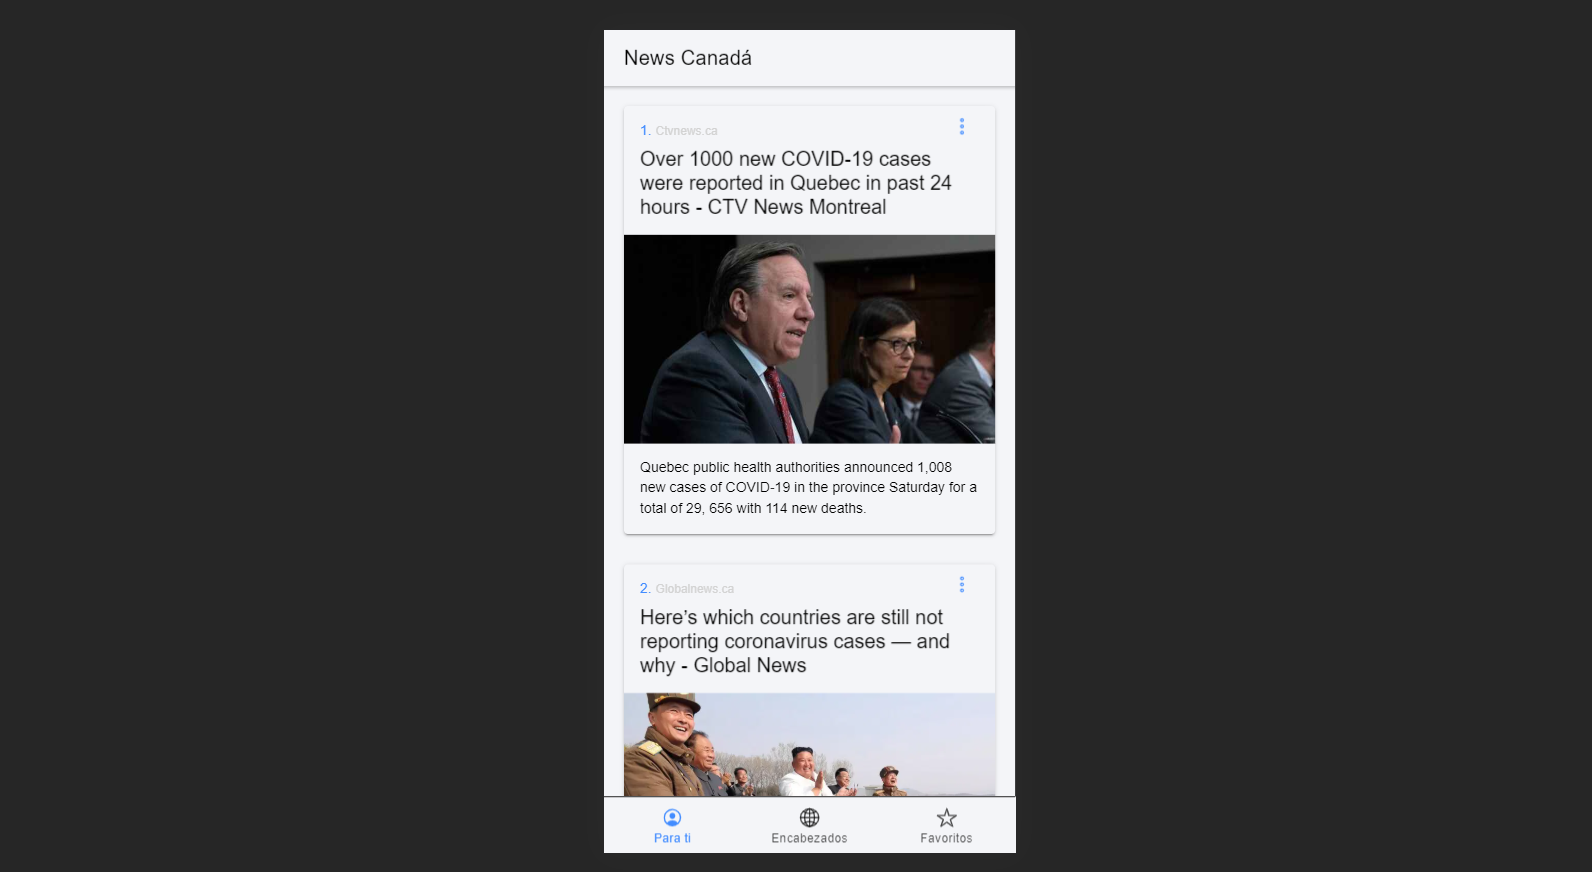 News Canadá
1. Ctvnews.ca
Over 1000 new COVID-19 cases
were reported in Quebec in past 24
hours - CTV News Montreal
Quebec public health authorities announced 1,008
new cases of COVID-19 in the province Saturday for a
total of 29, 656 with 114 new deaths.
2. Globalnews.ca
Here’s which countries are still not
reporting coronavirus cases — and
why - Global News
Para ti
Encabezados
Favoritos